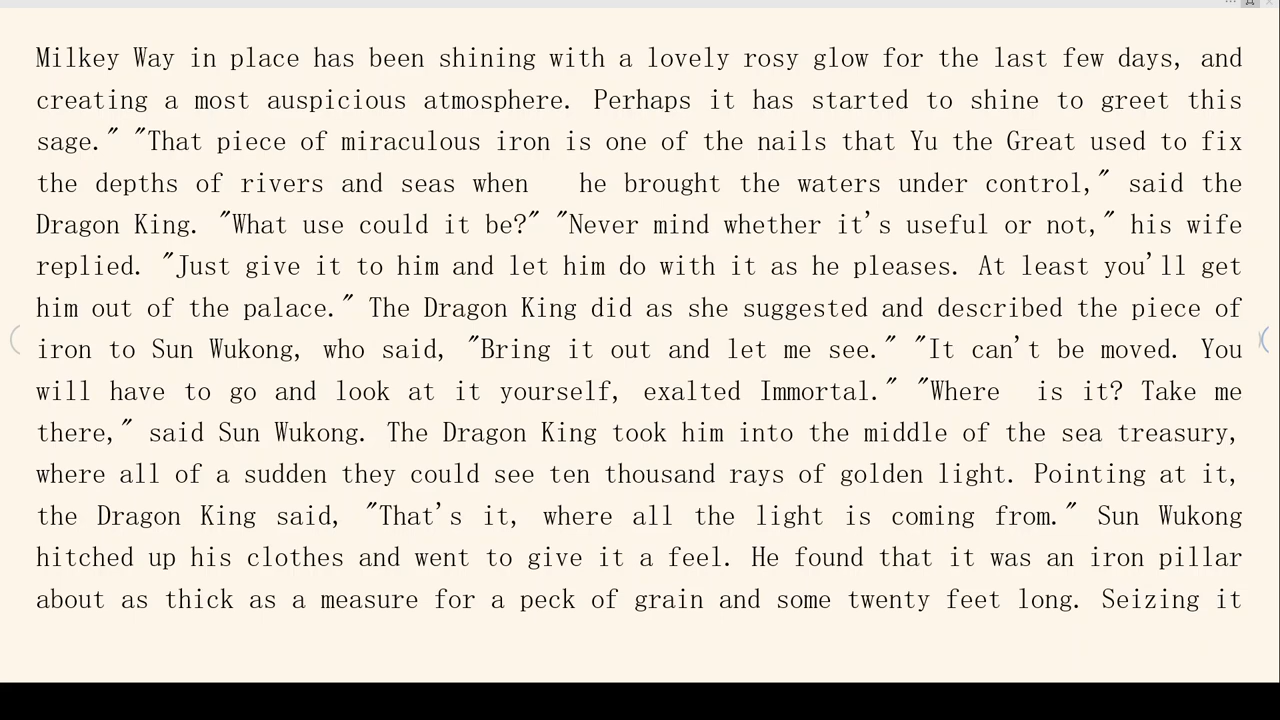 Milkey Way in place has been shining with a lovely rosy glow for the last few days, and
creating a most auspicious atmosphere. Perhaps it has started to shine to greet this
sage." "That piece of miraculous iron is one of the nails that Yu the Great used to fix
the depths of rivers and seas when he brought the waters under control," said the
Dragon King. "What use could it be?" "Never mind whether it's useful or not," his wife
replied. "Just give it to him and let him do with it as he pleases. At least you'll get
him out of the palace." The Dragon King did as she suggested and described the piece of
iron to Sun Wukong, who said, "Bring it out and let me see." "It can't be moved. You
will have to go and look at it yourself, exalted Immortal." "Where is it? Take me
there," said Sun Wukong. The Dragon King took him into the middle of the sea treasury,
where all of a sudden they could see ten thousand rays of golden light. Pointing at it,
the Dragon King said, "That's it, where all the light is coming from." Sun Wukong
hitched up his clothes and went to give it a feel. He found that it was an iron pillar
about as thick as a measure for a peck of grain and some twenty feet long. Seizing it